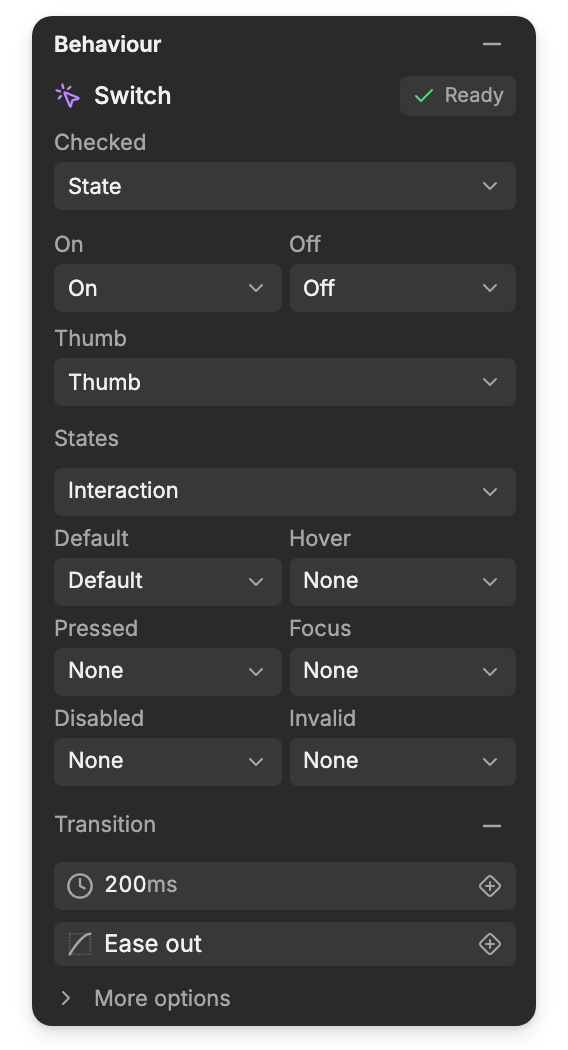 Behaviour
Switch Ready
Checked
State
On Off
On Off
Thumb
Thumb
States
Interaction
Default Hover
Default None
Pressed Focus
None None
Disabled Invalid
None None
Transition
200ms
Ease out
More options